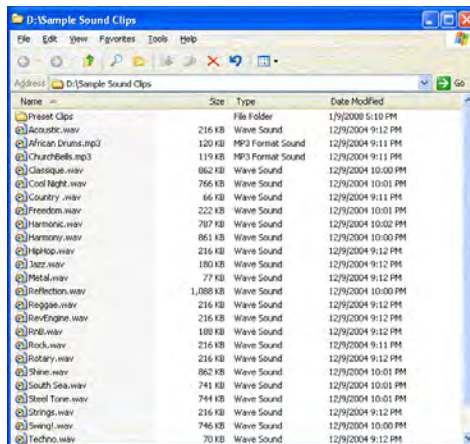 D:\Sample Sound Clips
File Edit View Favorites Tools Help
Address D:\Sample Sound Clips Go
Name Size Type Date Modified
Preset Clips File Folder 1/9/2008 5:10 PM
Acoustic.wav 216 KB Wave Sound 12/9/2004 9:12 PM
African Drums.mp3 120 KB MP3 Format Sound 12/9/2004 9:11 PM
ChurchBells.mp3 119 KB MP3 Format Sound 12/9/2004 9:11 PM
Classique.wav 862 KB Wave Sound 12/9/2004 10:00 PM
Cool Night.wav 766 KB Wave Sound 12/9/2004 10:01 PM
Country .wav 66 KB Wave Sound 12/9/2004 9:11 PM
Freedom.wav 222 KB Wave Sound 12/9/2004 10:01 PM
Harmonic.wav 787 KB Wave Sound 12/9/2004 10:02 PM
Harmony.wav 861 KB Wave Sound 12/9/2004 10:00 PM
HipHop.wav 216 KB Wave Sound 12/9/2004 9:12 PM
Jazz.wav 180 KB Wave Sound 12/9/2004 9:12 PM
Metal.wav 77 KB Wave Sound 12/9/2004 9:12 PM
Reflection.wav 1,088 KB Wave Sound 12/9/2004 10:00 PM
Reggae.wav 216 KB Wave Sound 12/9/2004 9:12 PM
RevEngine.wav 216 KB Wave Sound 12/9/2004 9:12 PM
RnB.wav 188 KB Wave Sound 12/9/2004 9:12 PM
Rock.wav 216 KB Wave Sound 12/9/2004 9:11 PM
Rotary.wav 216 KB Wave Sound 12/9/2004 9:12 PM
Shine.wav 862 KB Wave Sound 12/9/2004 10:01 PM
South Sea.wav 741 KB Wave Sound 12/9/2004 10:01 PM
Steel Tone.wav 744 KB Wave Sound 12/9/2004 10:01 PM
Strings.wav 216 KB Wave Sound 12/9/2004 9:12 PM
Swing!.wav 746 KB Wave Sound 12/9/2004 10:00 PM
Techno.wav 70 KB Wave Sound 12/9/2004 9:12 PM